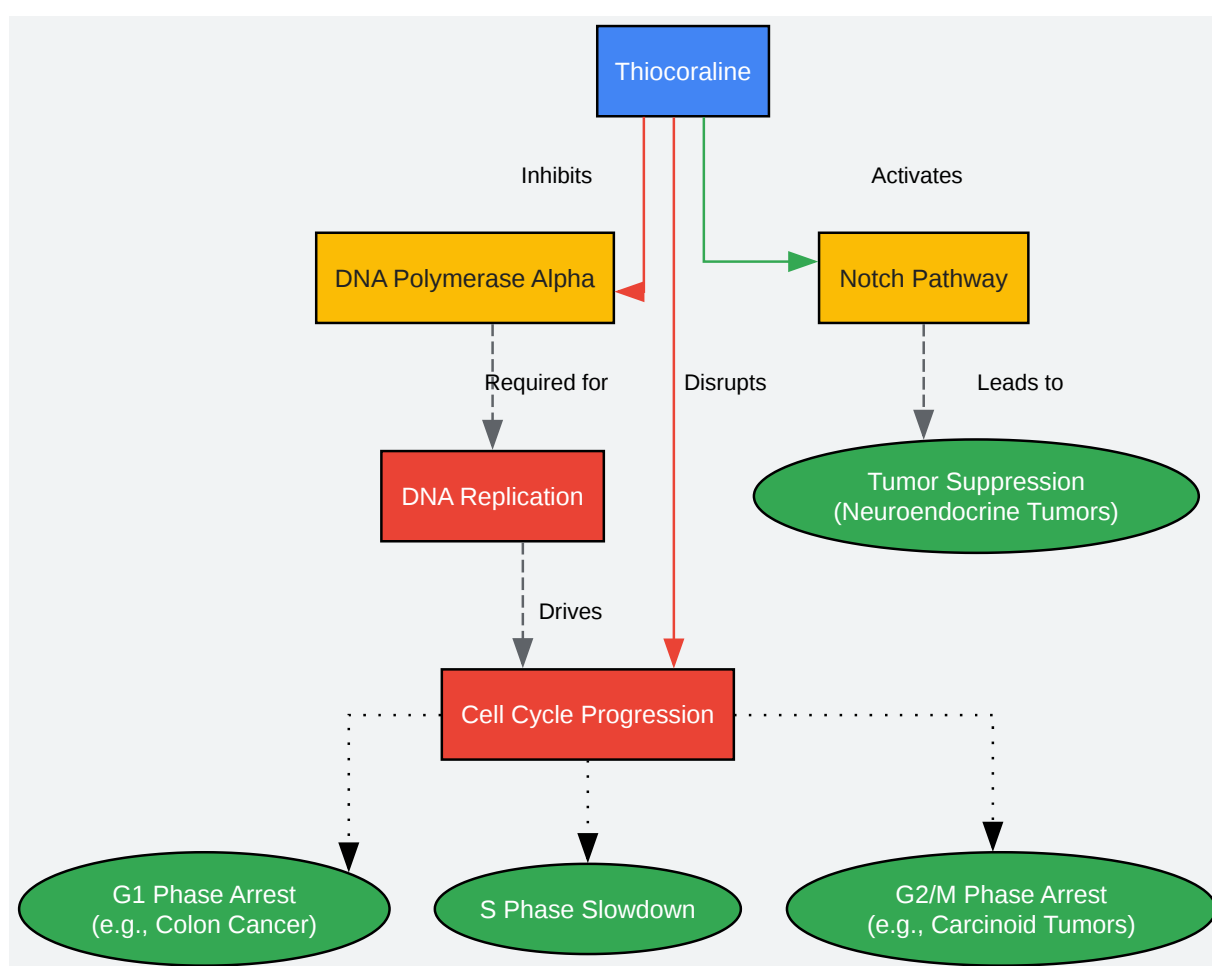 Thiocoraline
Inhibits
Activates
DNA Polymerase Alpha
Notch Pathway
Required for
Disrupts
Leads to
DNA Replication
Tumor Suppression
(Neuroendocrine Tumors)
Drives
Cell Cycle Progression
G1 Phase Arrest
(e.g., Colon Cancer)
S Phase Slowdown
G2/M Phase Arrest
(e.g., Carcinoid Tumors)